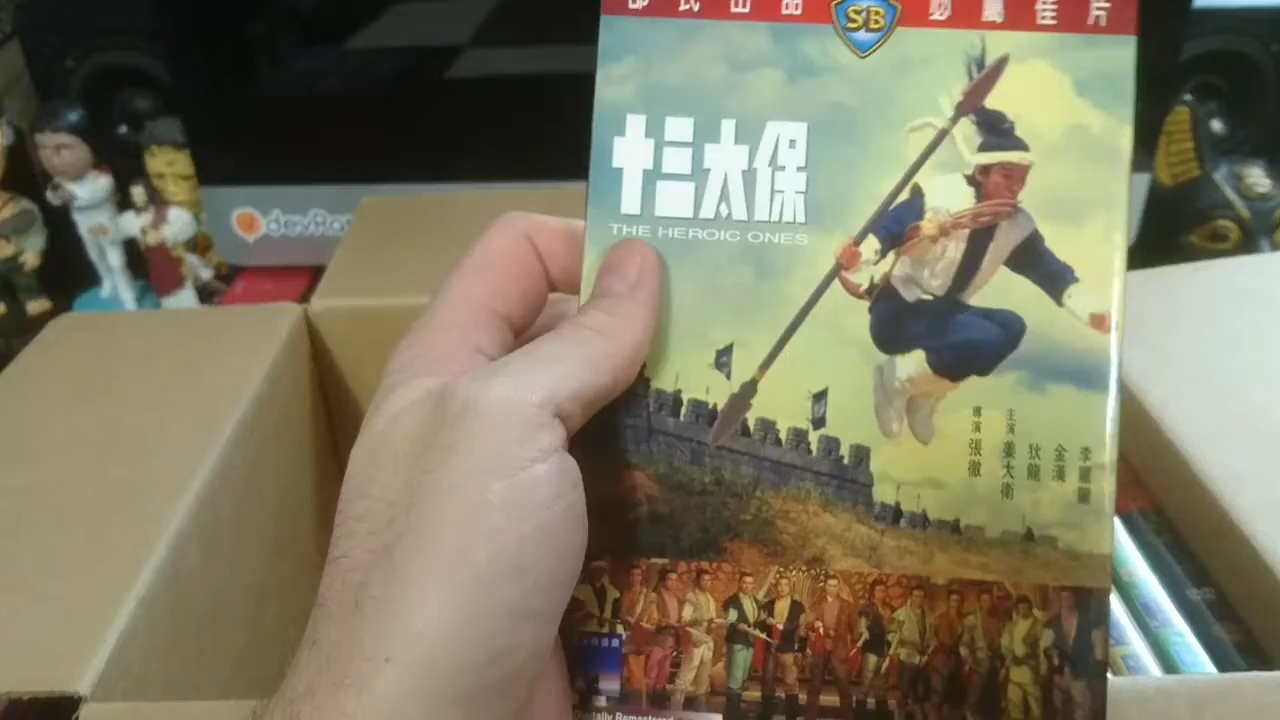 邵氏出品 SB 必屬佳片
十三太保
THE HEROIC ONES
導演 張徹
主演 姜大衛
狄龍
金漢
李麗麗
devRo
Digitally Remastered